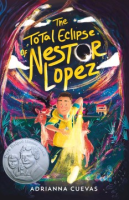 The
Total Eclipse
of
Nestor
Lopez
Adrianna Cuevas